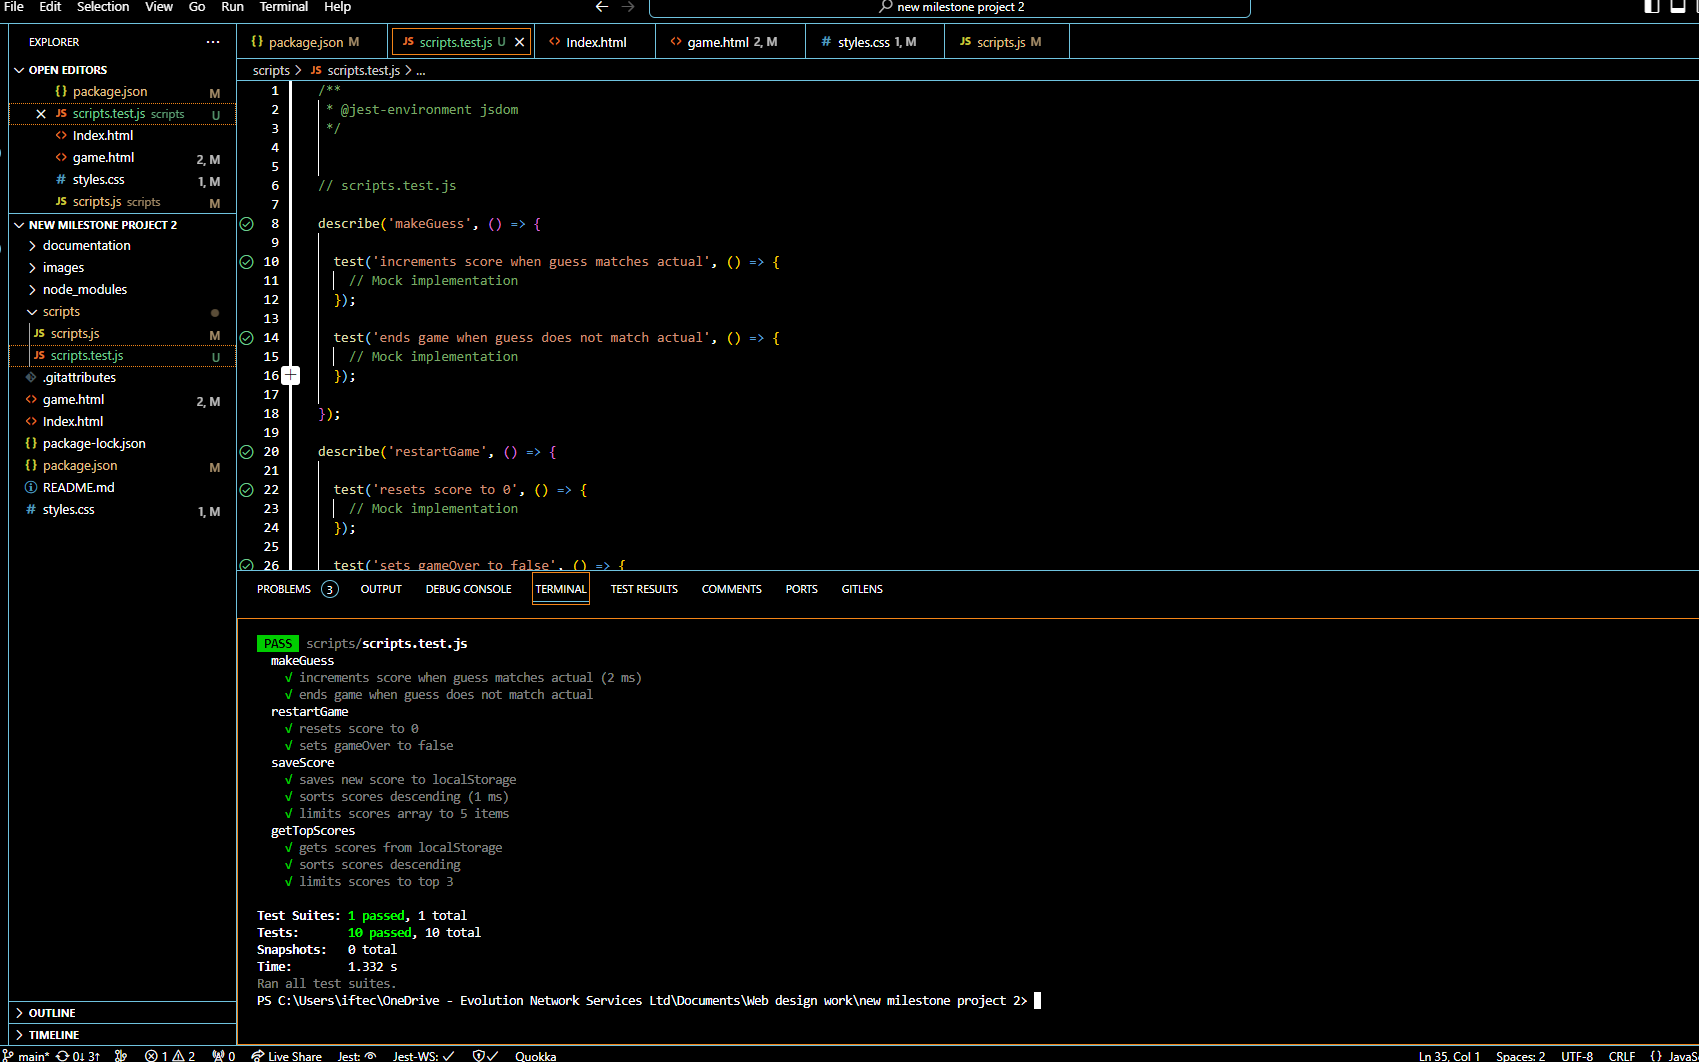 File Edit Selection View Go Run Terminal Help
new milestone project 2
EXPLORER
OPEN EDITORS
package.json M
scripts.test.js scripts U
Index.html
game.html 2, M
styles.css 1, M
scripts.js scripts M
NEW MILESTONE PROJECT 2
documentation
images
node_modules
scripts
JS scripts.js M
JS scripts.test.js U
.gitattributes
game.html 2, M
Index.html
package-lock.json
package.json M
README.md
styles.css 1, M
OUTLINE
TIMELINE
package.json M JS scripts.test.js U Index.html game.html 2, M styles.css 1, M JS scripts.js M
scripts > JS scripts.test.js > ...
1 /**
2 * @jest-environment jsdom
3 */
4
5
6 // scripts.test.js
7
8 describe('makeGuess', () => {
9
10 test('increments score when guess matches actual', () => {
11 // Mock implementation
12 });
13
14 test('ends game when guess does not match actual', () => {
15 // Mock implementation
16 });
17
18 });
19
20 describe('restartGame', () => {
21
22 test('resets score to 0', () => {
23 // Mock implementation
24 });
25
26 test('sets gameOver to false', () => {
PROBLEMS 3 OUTPUT DEBUG CONSOLE TERMINAL TEST RESULTS COMMENTS PORTS GITLENS
PASS scripts/scripts.test.js
makeGuess
√ increments score when guess matches actual (2 ms)
√ ends game when guess does not match actual
restartGame
√ resets score to 0
√ sets gameOver to false
saveScore
√ saves new score to localStorage
√ sorts scores descending (1 ms)
√ limits scores array to 5 items
getTopScores
√ gets scores from localStorage
√ sorts scores descending
√ limits scores to top 3
Test Suites: 1 passed, 1 total
Tests: 10 passed, 10 total
Snapshots: 0 total
Time: 1.332 s
Ran all test suites.
PS C:\Users\iftec\OneDrive - Evolution Network Services Ltd\Documents\Web design work\new milestone project 2>
main* 0↓ 3↑ 1 2 0 Live Share Jest: Jest-WS: Quokka Ln 35, Col 1 Spaces: 2 UTF-8 CRLF {} JavaS